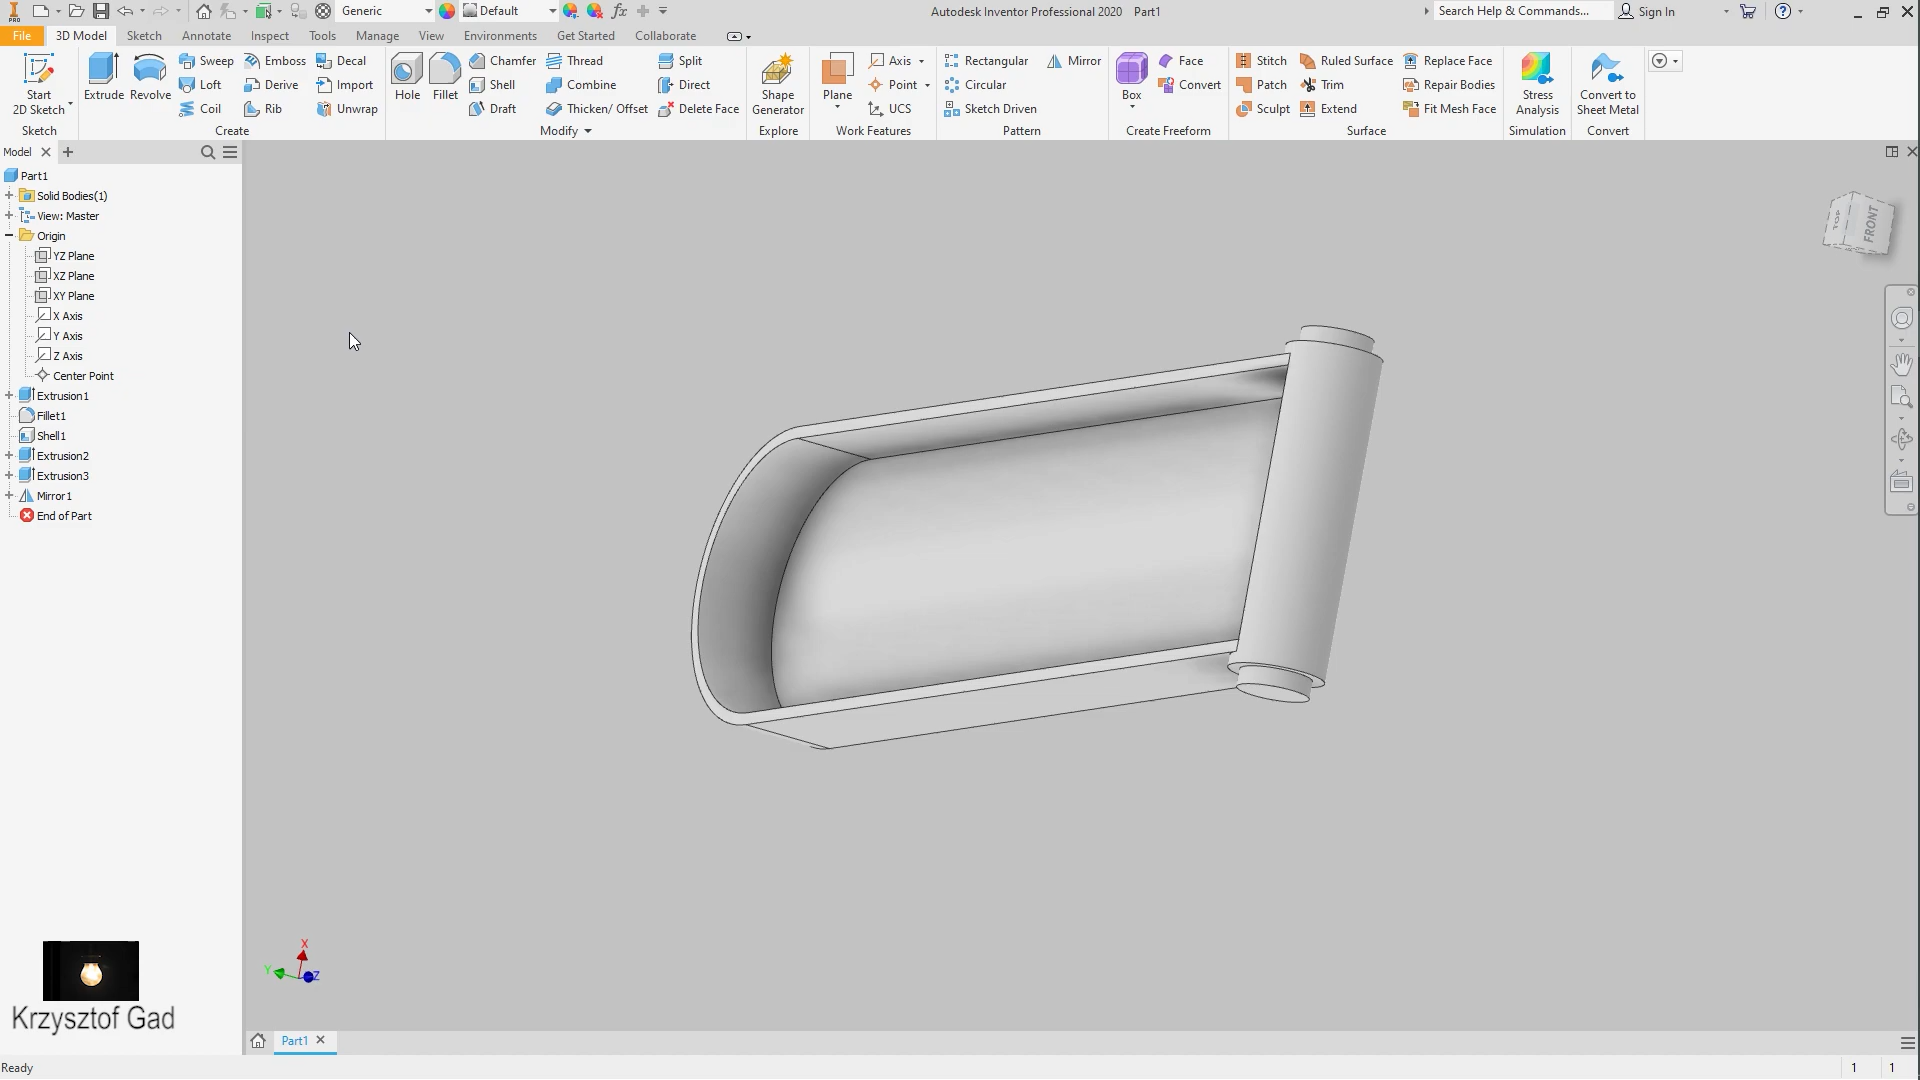 PRO
Generic
Default
fx
Autodesk Inventor Professional 2020 Part1
Search Help & Commands...
Sign In
File
3D Model
Sketch
Annotate
Inspect
Tools
Manage
View
Environments
Get Started
Collaborate
Start
2D Sketch
Sketch
Extrude
Revolve
Sweep
Emboss
Decal
Loft
Derive
Import
Coil
Rib
Unwrap
Create
Hole
Fillet
Chamfer
Thread
Split
Shell
Combine
Direct
Draft
Thicken/ Offset
Delete Face
Modify
Shape
Generator
Explore
Plane
Axis
Point
UCS
Work Features
Rectangular
Mirror
Circular
Sketch Driven
Pattern
Box
Face
Convert
Create Freeform
Stitch
Ruled Surface
Replace Face
Patch
Trim
Repair Bodies
Sculpt
Extend
Fit Mesh Face
Surface
Stress
Analysis
Simulation
Convert to
Sheet Metal
Convert
Model
Part1
Solid Bodies(1)
View: Master
Origin
YZ Plane
XZ Plane
XY Plane
X Axis
Y Axis
Z Axis
Center Point
Extrusion1
Fillet1
Shell1
Extrusion2
Extrusion3
Mirror1
End of Part
TOP
FRONT
X
Y
Z
Krzysztof Gad
Part1
Ready
1
1